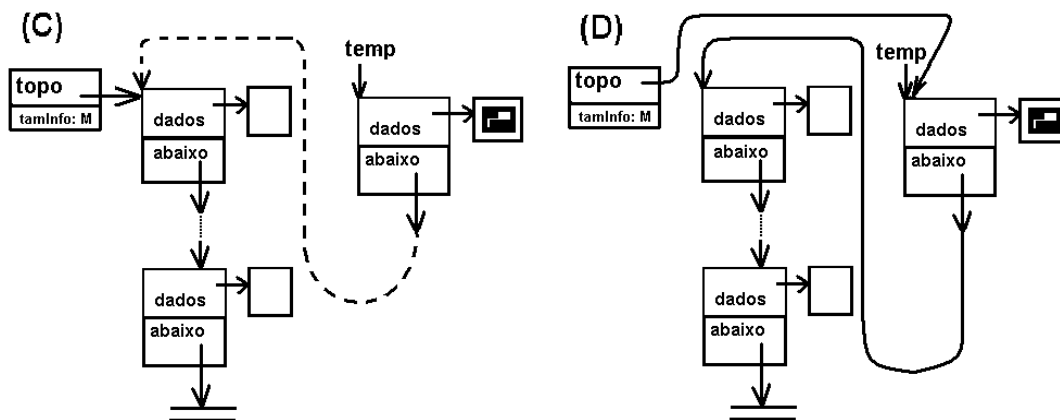 (C)
temp
topo
tamInfo: M
dados
abaixo
dados
abaixo
dados
abaixo
(D)
temp
topo
tamInfo: M
dados
abaixo
dados
abaixo
dados
abaixo